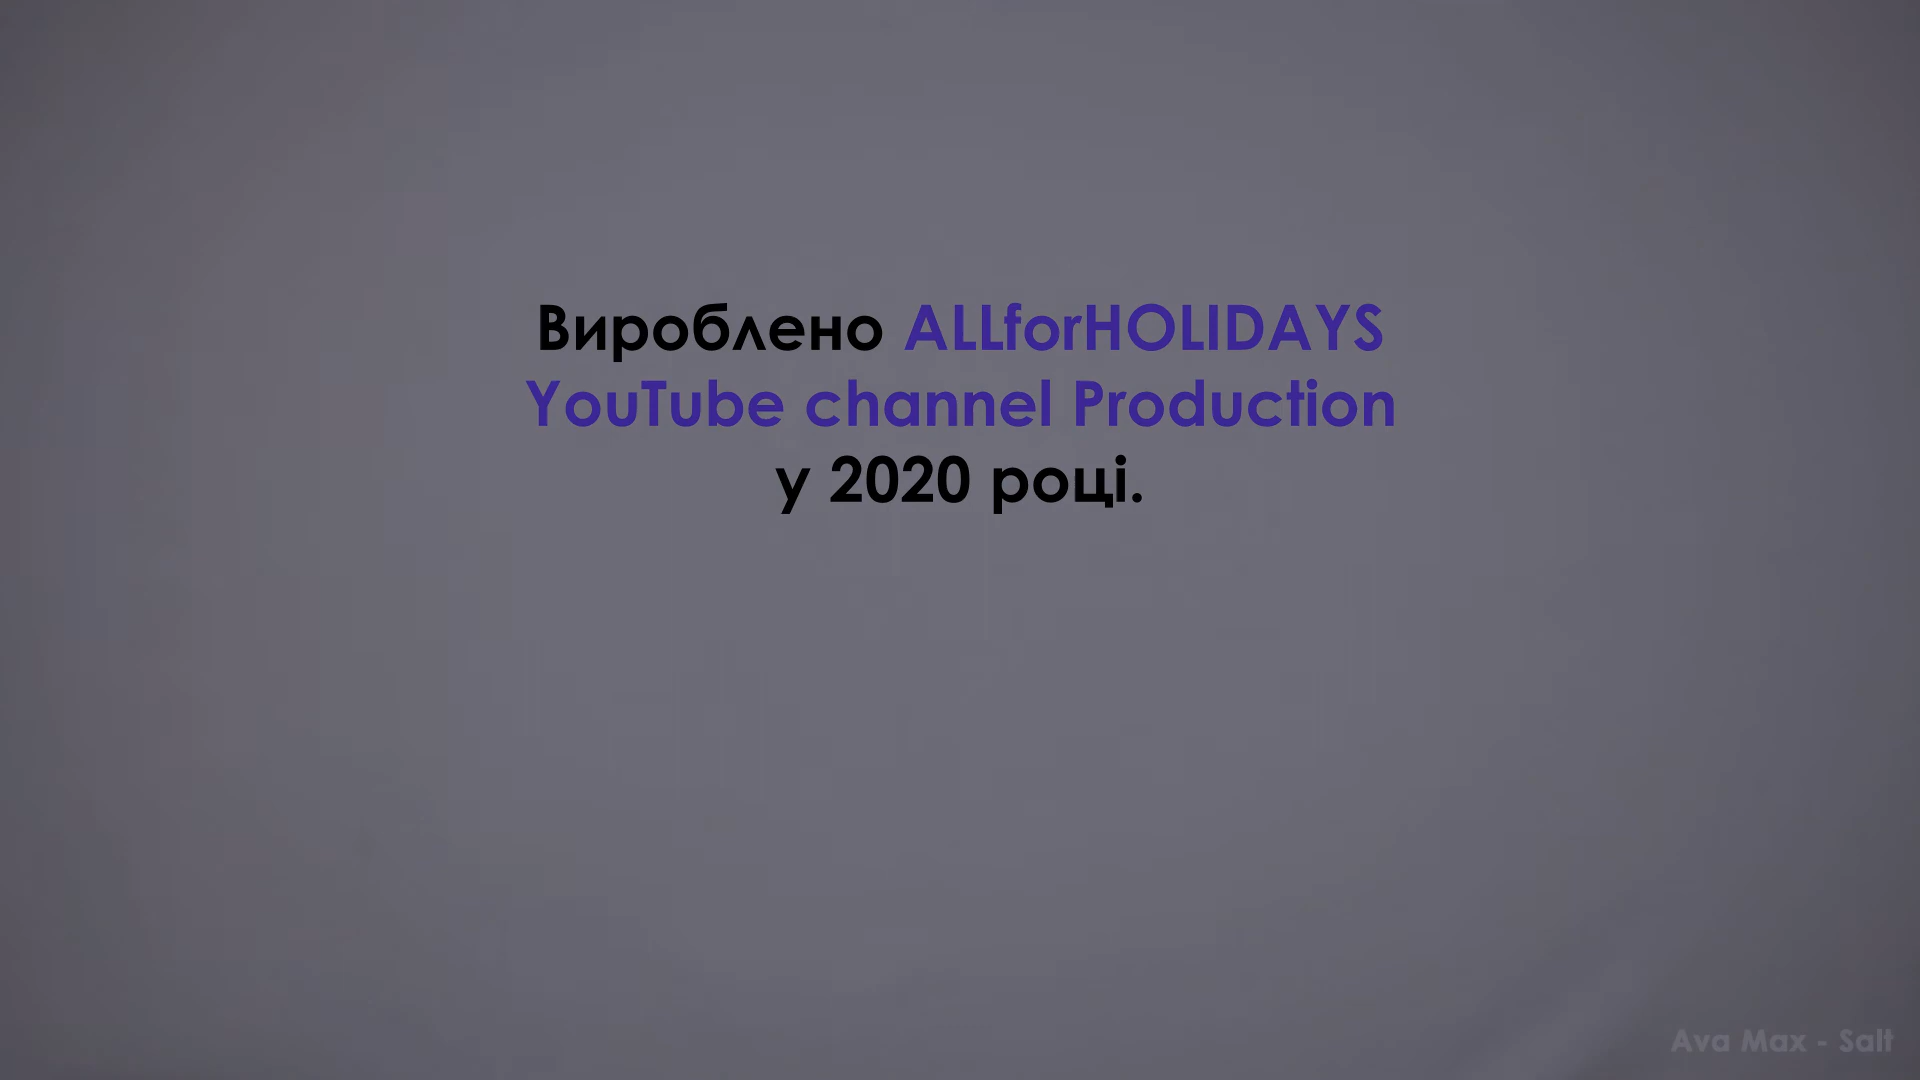 Вироблено ALLforHOLIDAYS
YouTube channel Production
у 2020 році.
Ava Max - Salt